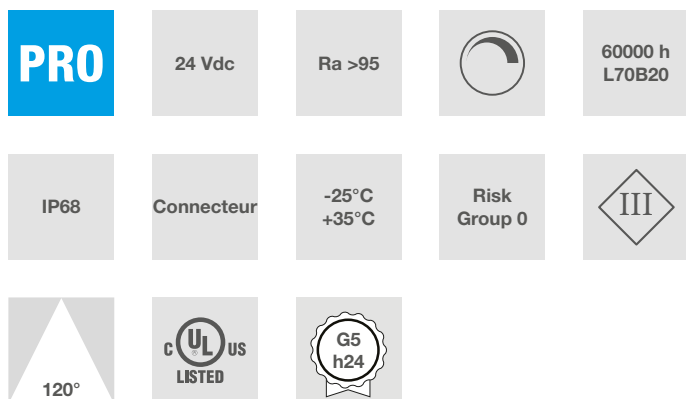 PRO
24 Vdc
Ra >95
60000 h
L70B20
IP68
Connecteur
-25°C
+35°C
Risk
Group 0
III
120°
C UL US
®
LISTED
G5
h24